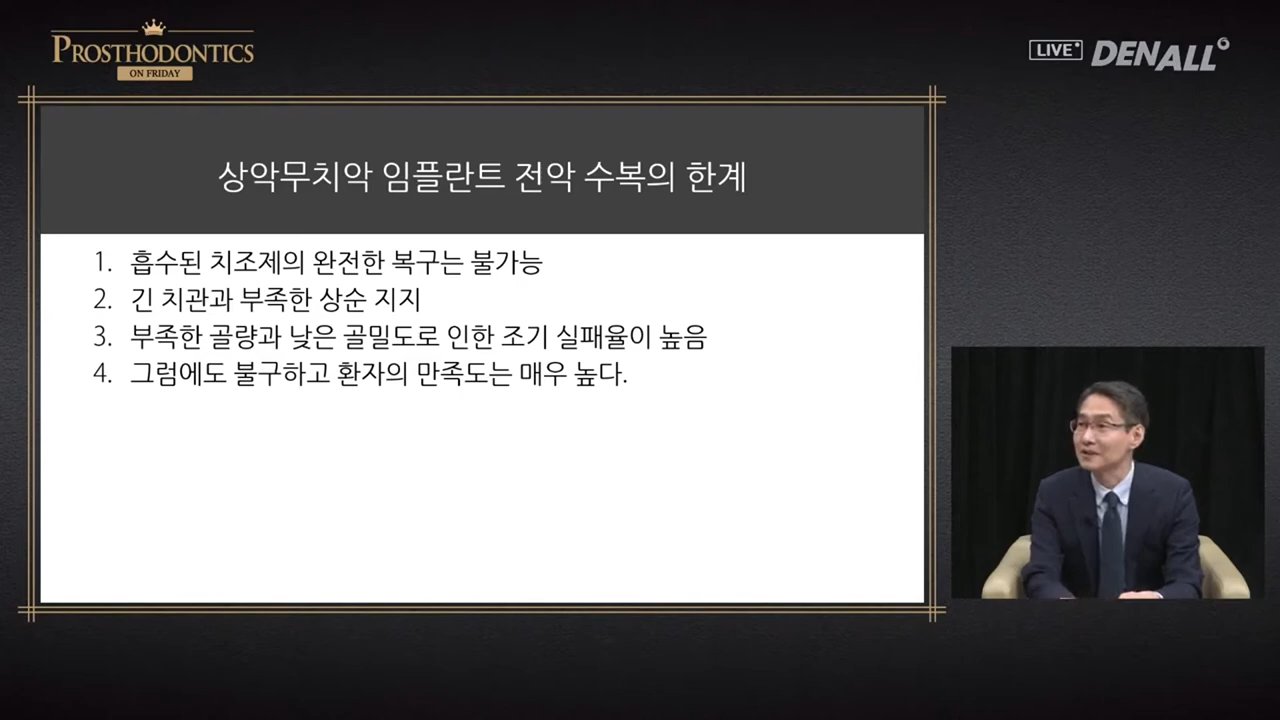 PROSTHODONTICS
ON FRIDAY
LIVE
DENALL
상악무치악 임플란트 전악 수복의 한계
1. 흡수된 치조제의 완전한 복구는 불가능
2. 긴 치관과 부족한 상순 지지
3. 부족한 골량과 낮은 골밀도로 인한 조기 실패율이 높음
4. 그럼에도 불구하고 환자의 만족도는 매우 높다.